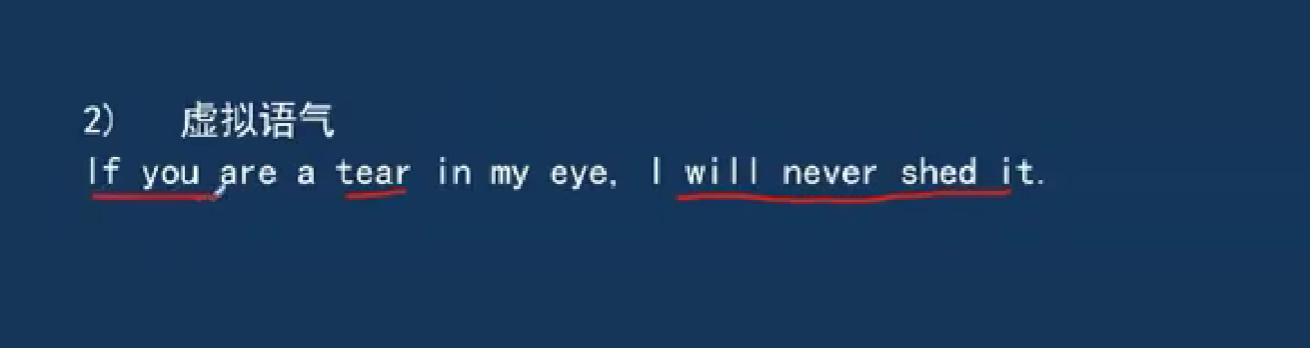 2) 虚拟语气
If you are a tear in my eye, I will never shed it.